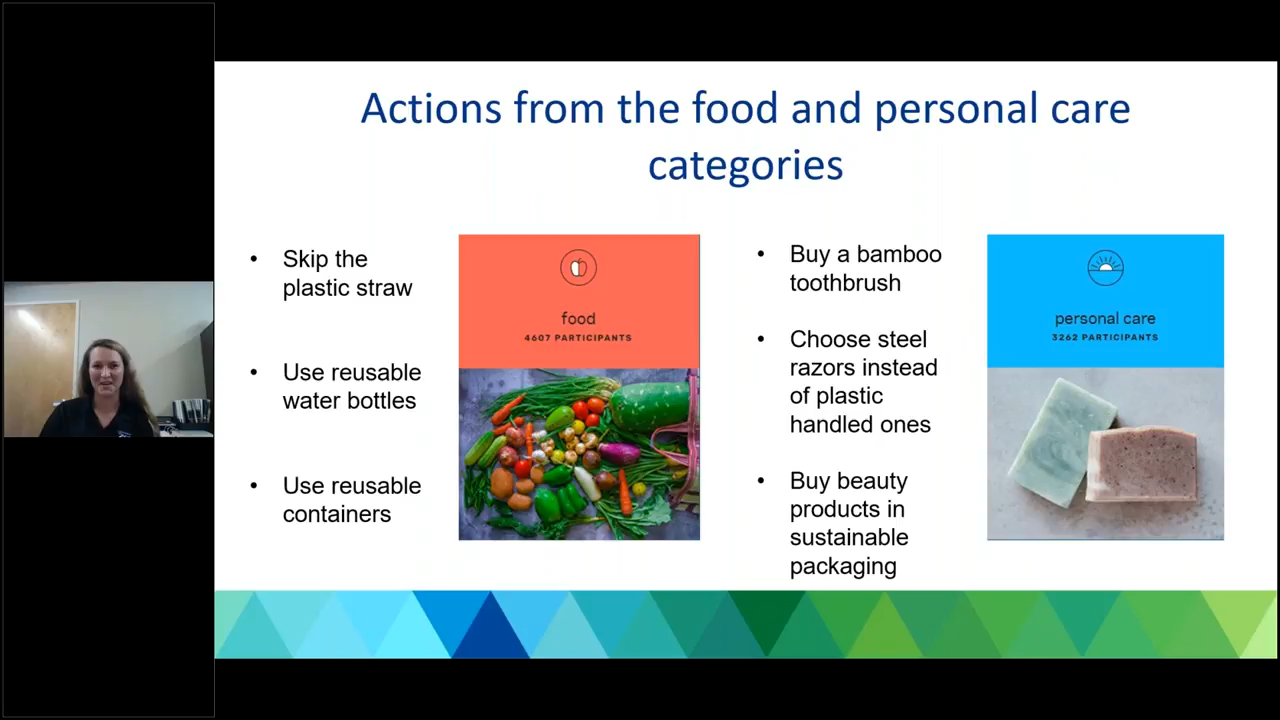 Actions from the food and personal care
categories
• Skip the
plastic straw
• Use reusable
water bottles
• Use reusable
containers
food
4607 PARTICIPANTS
• Buy a bamboo
toothbrush
• Choose steel
razors instead
of plastic
handled ones
• Buy beauty
products in
sustainable
packaging
personal care
3262 PARTICIPANTS